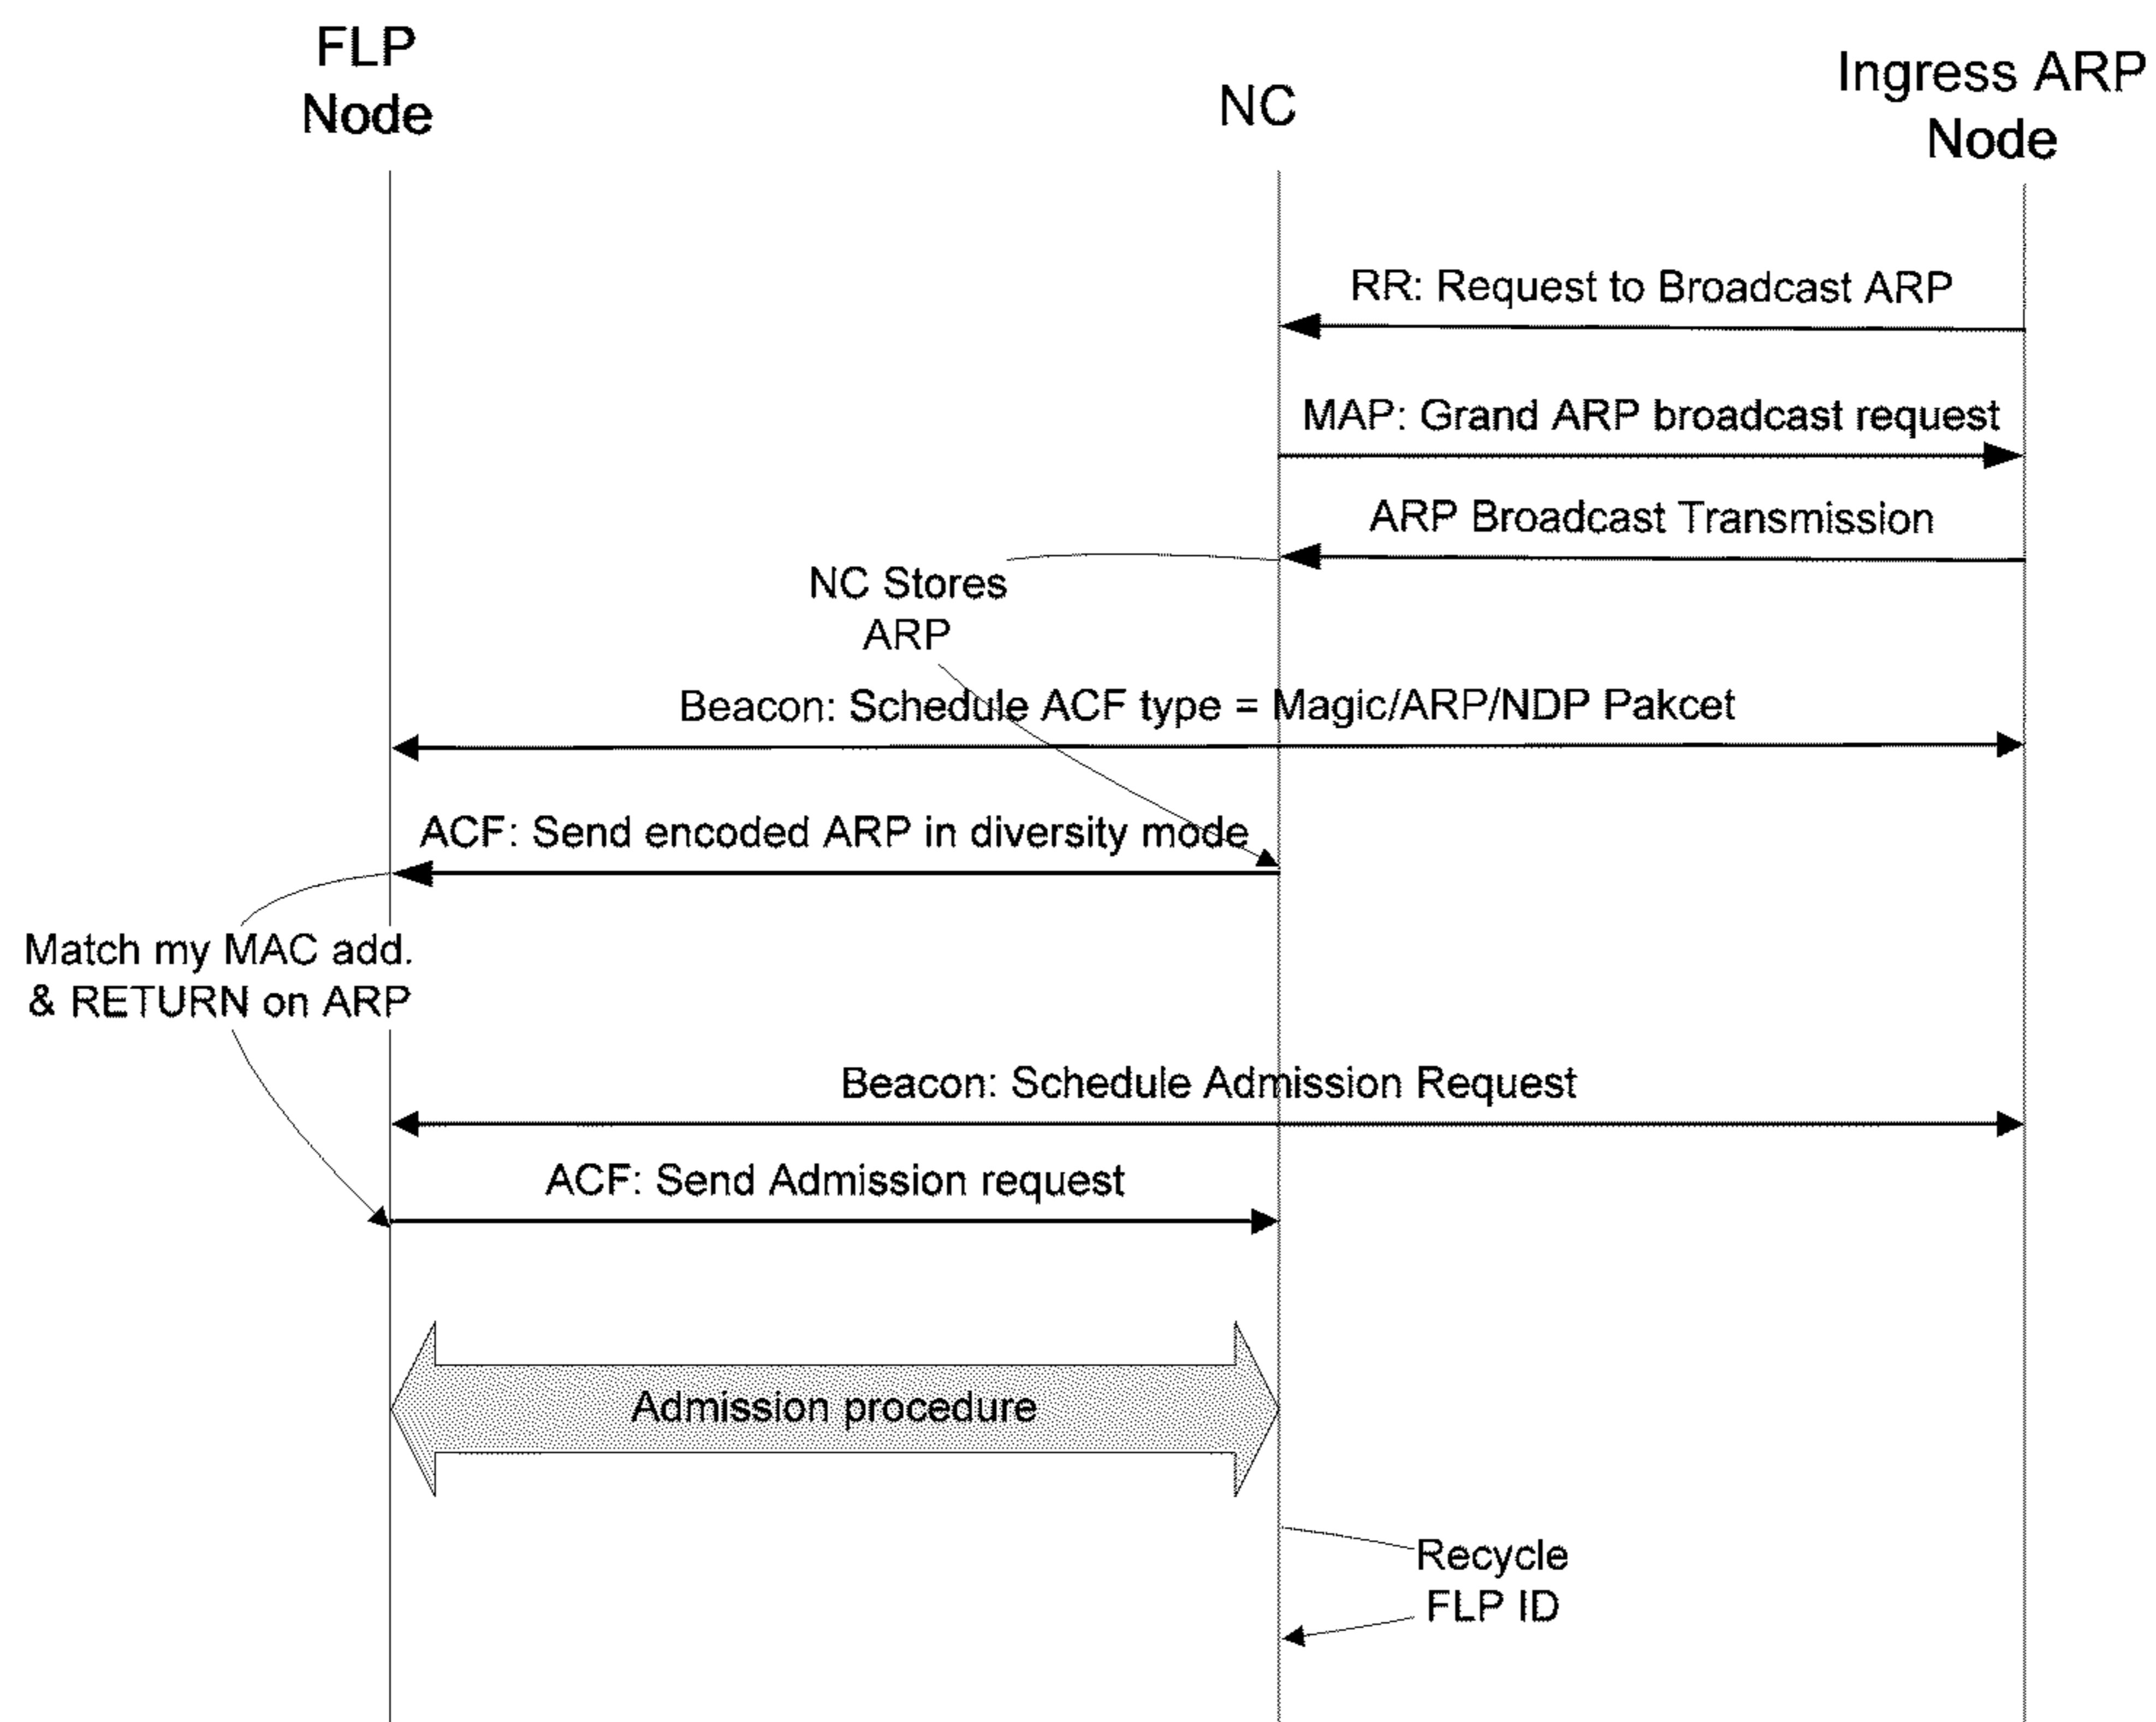 FLP
Node
NC
Ingress ARP
Node
RR: Request to Broadcast ARP
MAP: Grand ARP broadcast request
ARP Broadcast Transmission
NC Stores
ARP
Beacon: Schedule ACF type = Magic/ARP/NDP Pakcet
ACF: Send encoded ARP in diversity mode
Match my MAC add.
& RETURN on ARP
Beacon: Schedule Admission Request
ACF: Send Admission request
Admission procedure
Recycle
FLP ID